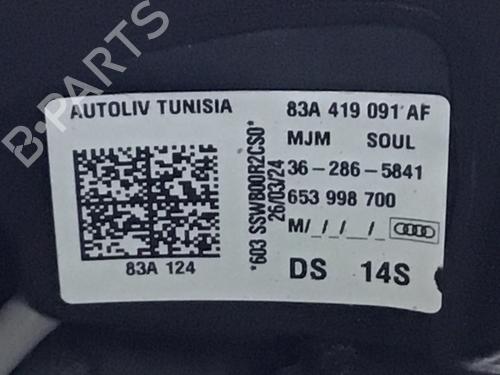 B-PARTS
AUTOLIV TUNISIA
83A 124
*603 SSWB00R2CS0*
26/03/24
83A 419 091 AF
MJM SOUL
36-286-5841
653 998 700
M/_/_/_/_
DS 14S